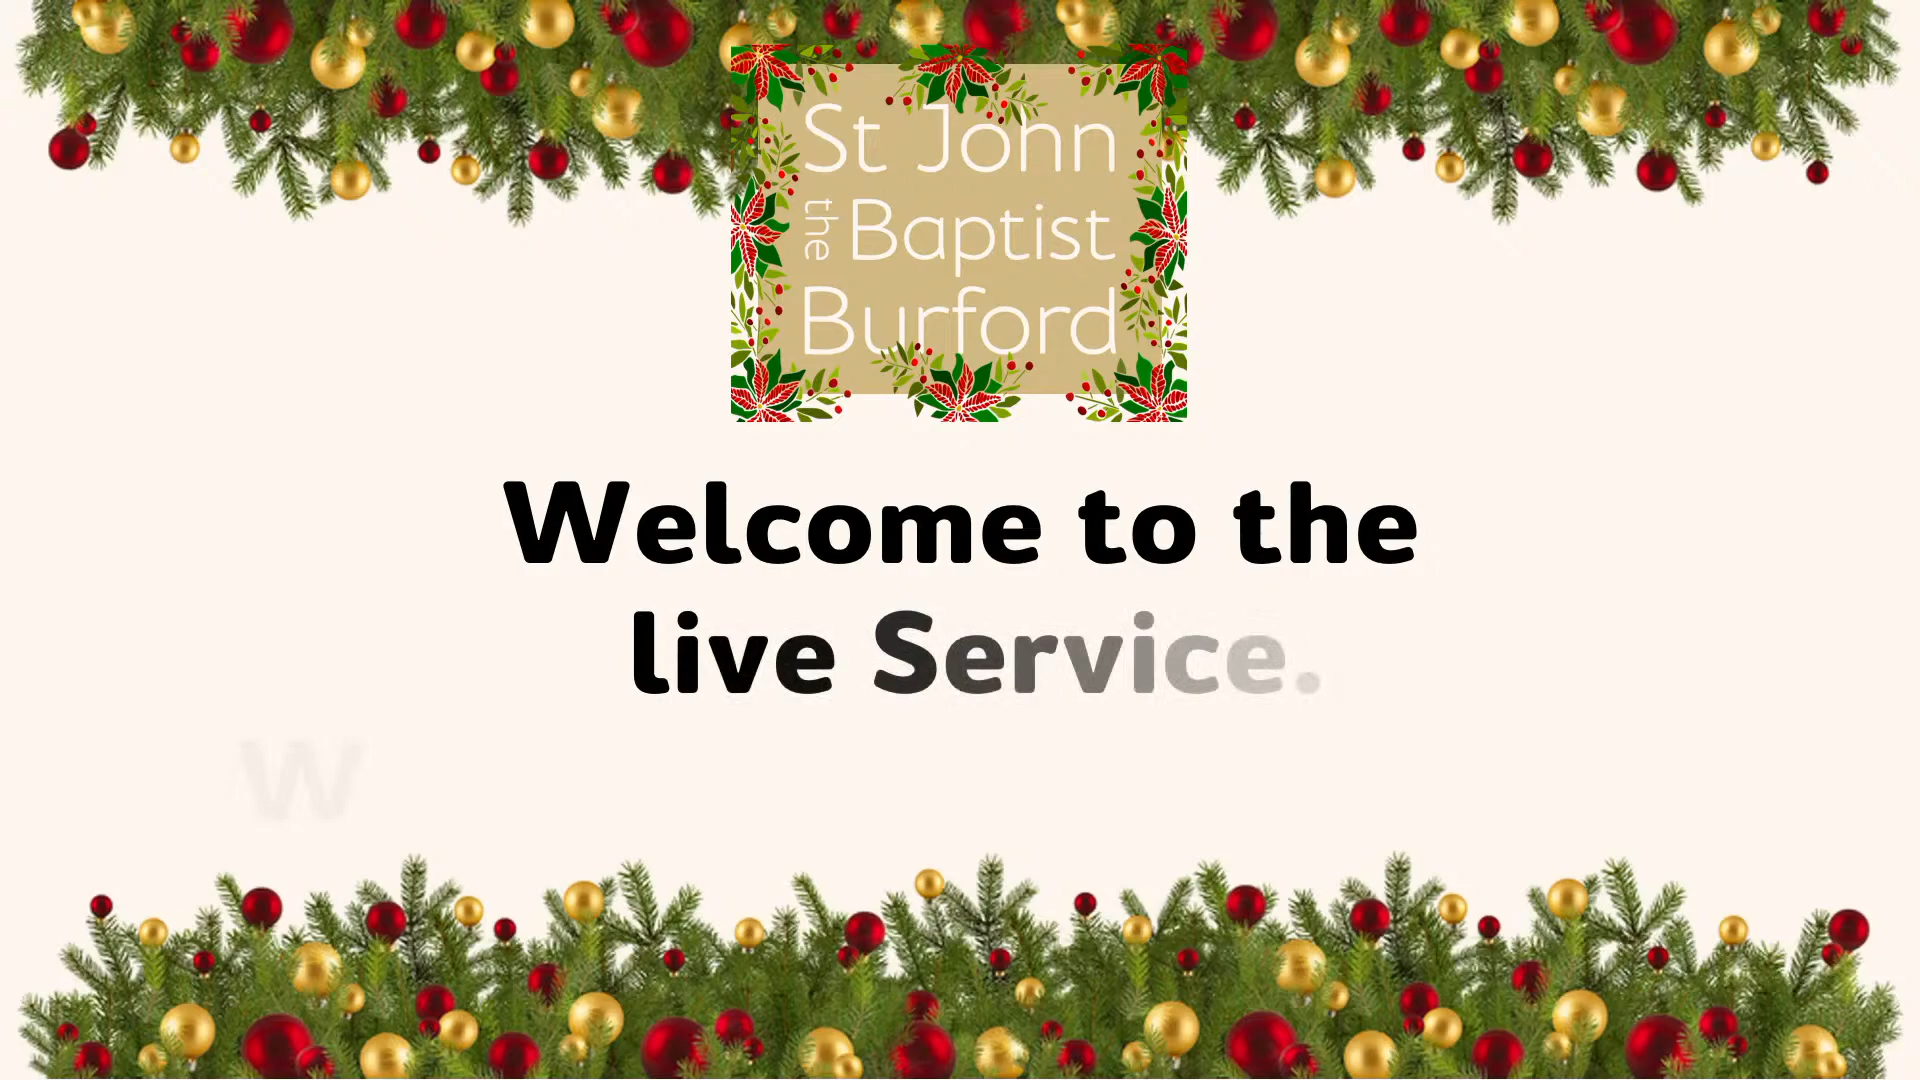 St John
the Baptist
Burford
Welcome to the
live Service.
W